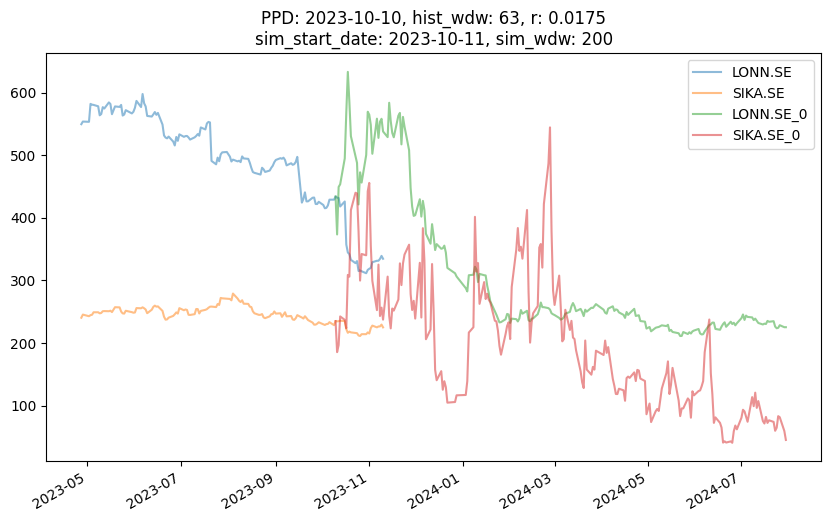 PPD: 2023-10-10, hist_wdw: 63, r: 0.0175
sim_start_date: 2023-10-11, sim_wdw: 200
LONN.SE
SIKA.SE
LONN.SE_0
SIKA.SE_0
600
500
400
300
200
100
2023-05
2023-07
2023-09
2023-11
2024-01
2024-03
2024-05
2024-07